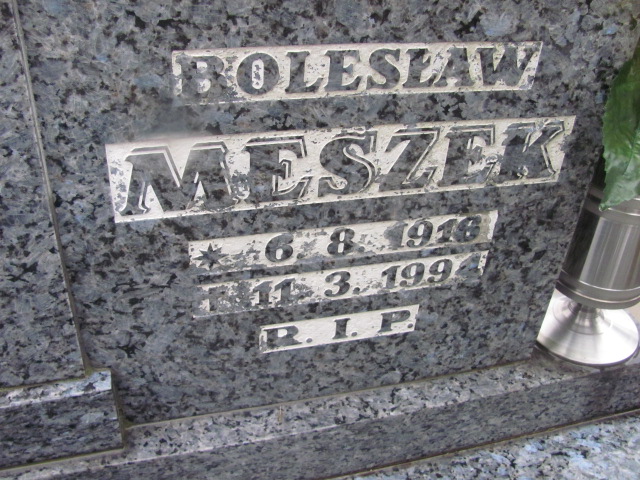 BOLESŁAW
MESZEK
* 6. 8. 1916
† 11. 3. 1994
R. I. P.